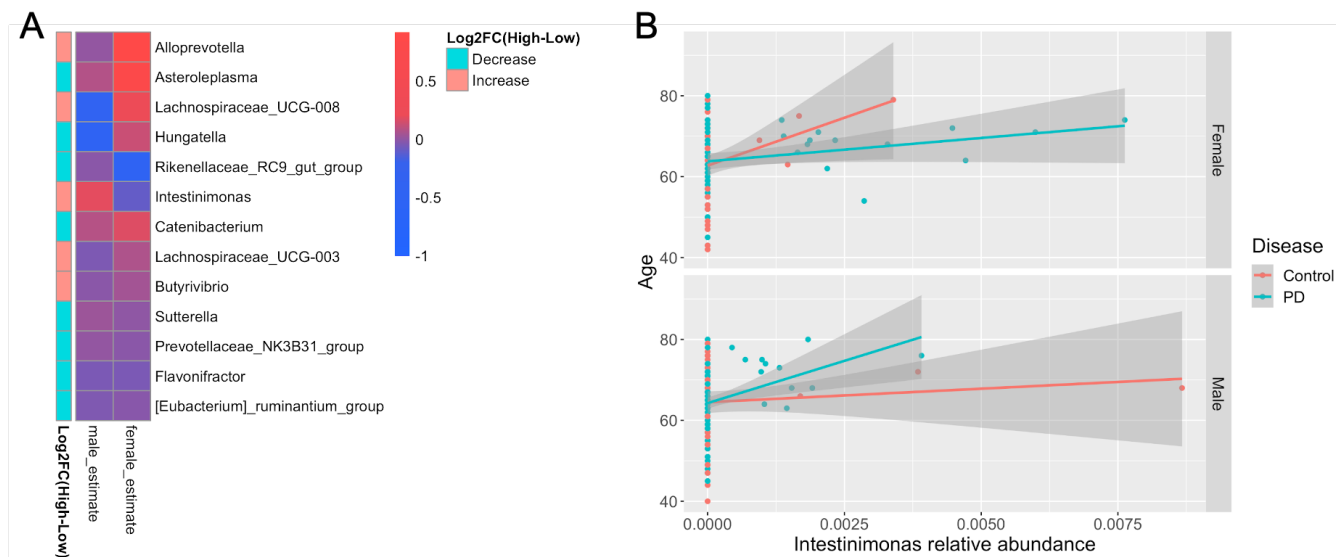 A
Alloprevotella
Asteroleplasma
Lachnospiraceae_UCG-008
Hungatella
Rikenellaceae_RC9_gut_group
Intestinimonas
Catenibacterium
Lachnospiraceae_UCG-003
Butyrivibrio
Sutterella
Prevotellaceae_NK3B31_group
Flavonifractor
[Eubacterium]_ruminantium_group
Log2FC(High-Low)
male_estimate
female_estimate
0.5
0
-0.5
-1
Log2FC(High-Low)
Decrease
Increase
B
Age
80
60
40
Female
80
60
40
Male
0.0000
0.0025
0.0050
0.0075
Intestinimonas relative abundance
Disease
Control
PD